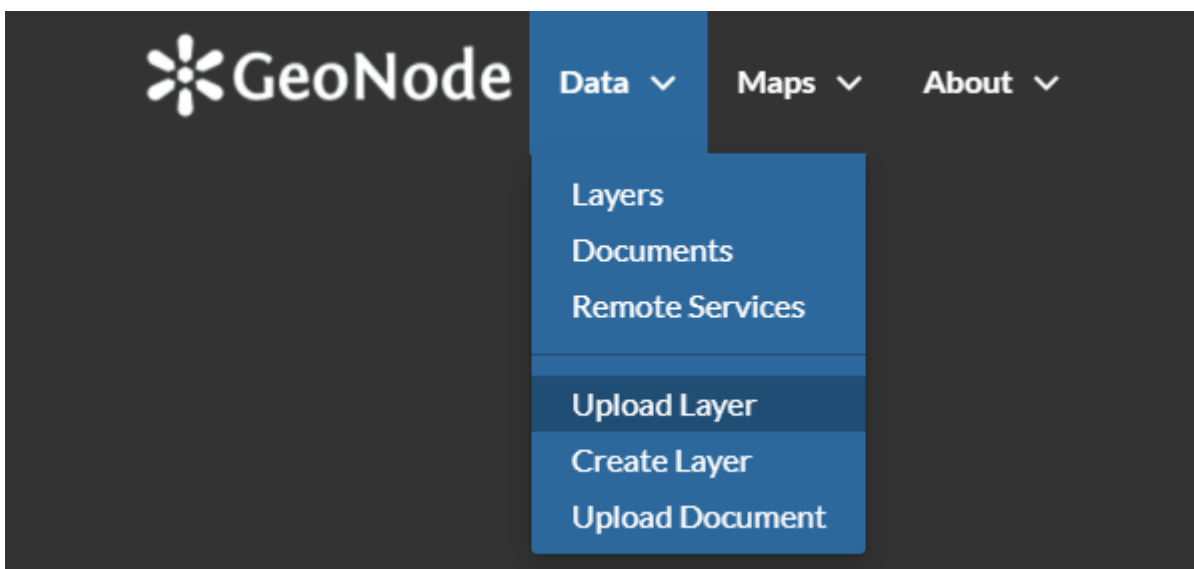 GeoNode Data Maps About
Layers
Documents
Remote Services
Upload Layer
Create Layer
Upload Document